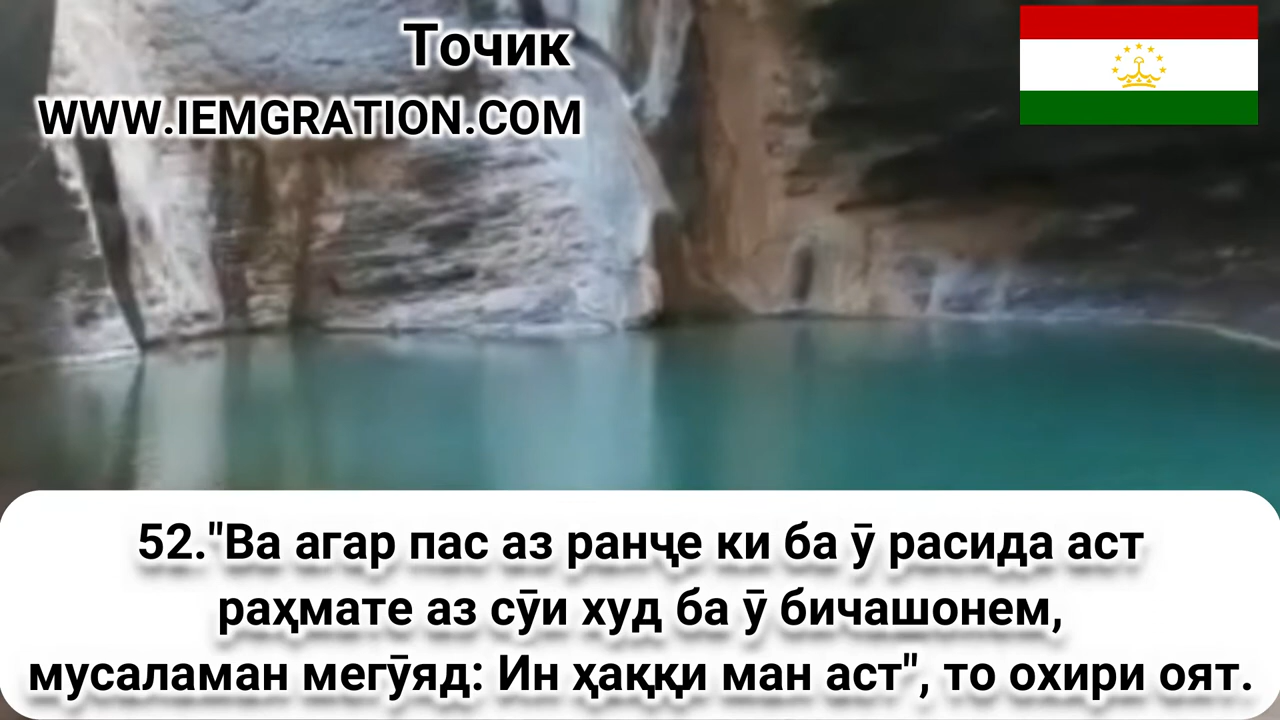 Точик
WWW.IEMGRATION.COM
52."Ва агар пас аз ранҷе ки ба ӯ расида аст
раҳмате аз сӯи худ ба ӯ бичашонем,
мусаламан мегӯяд: Ин ҳаққи ман аст", то охири оят.